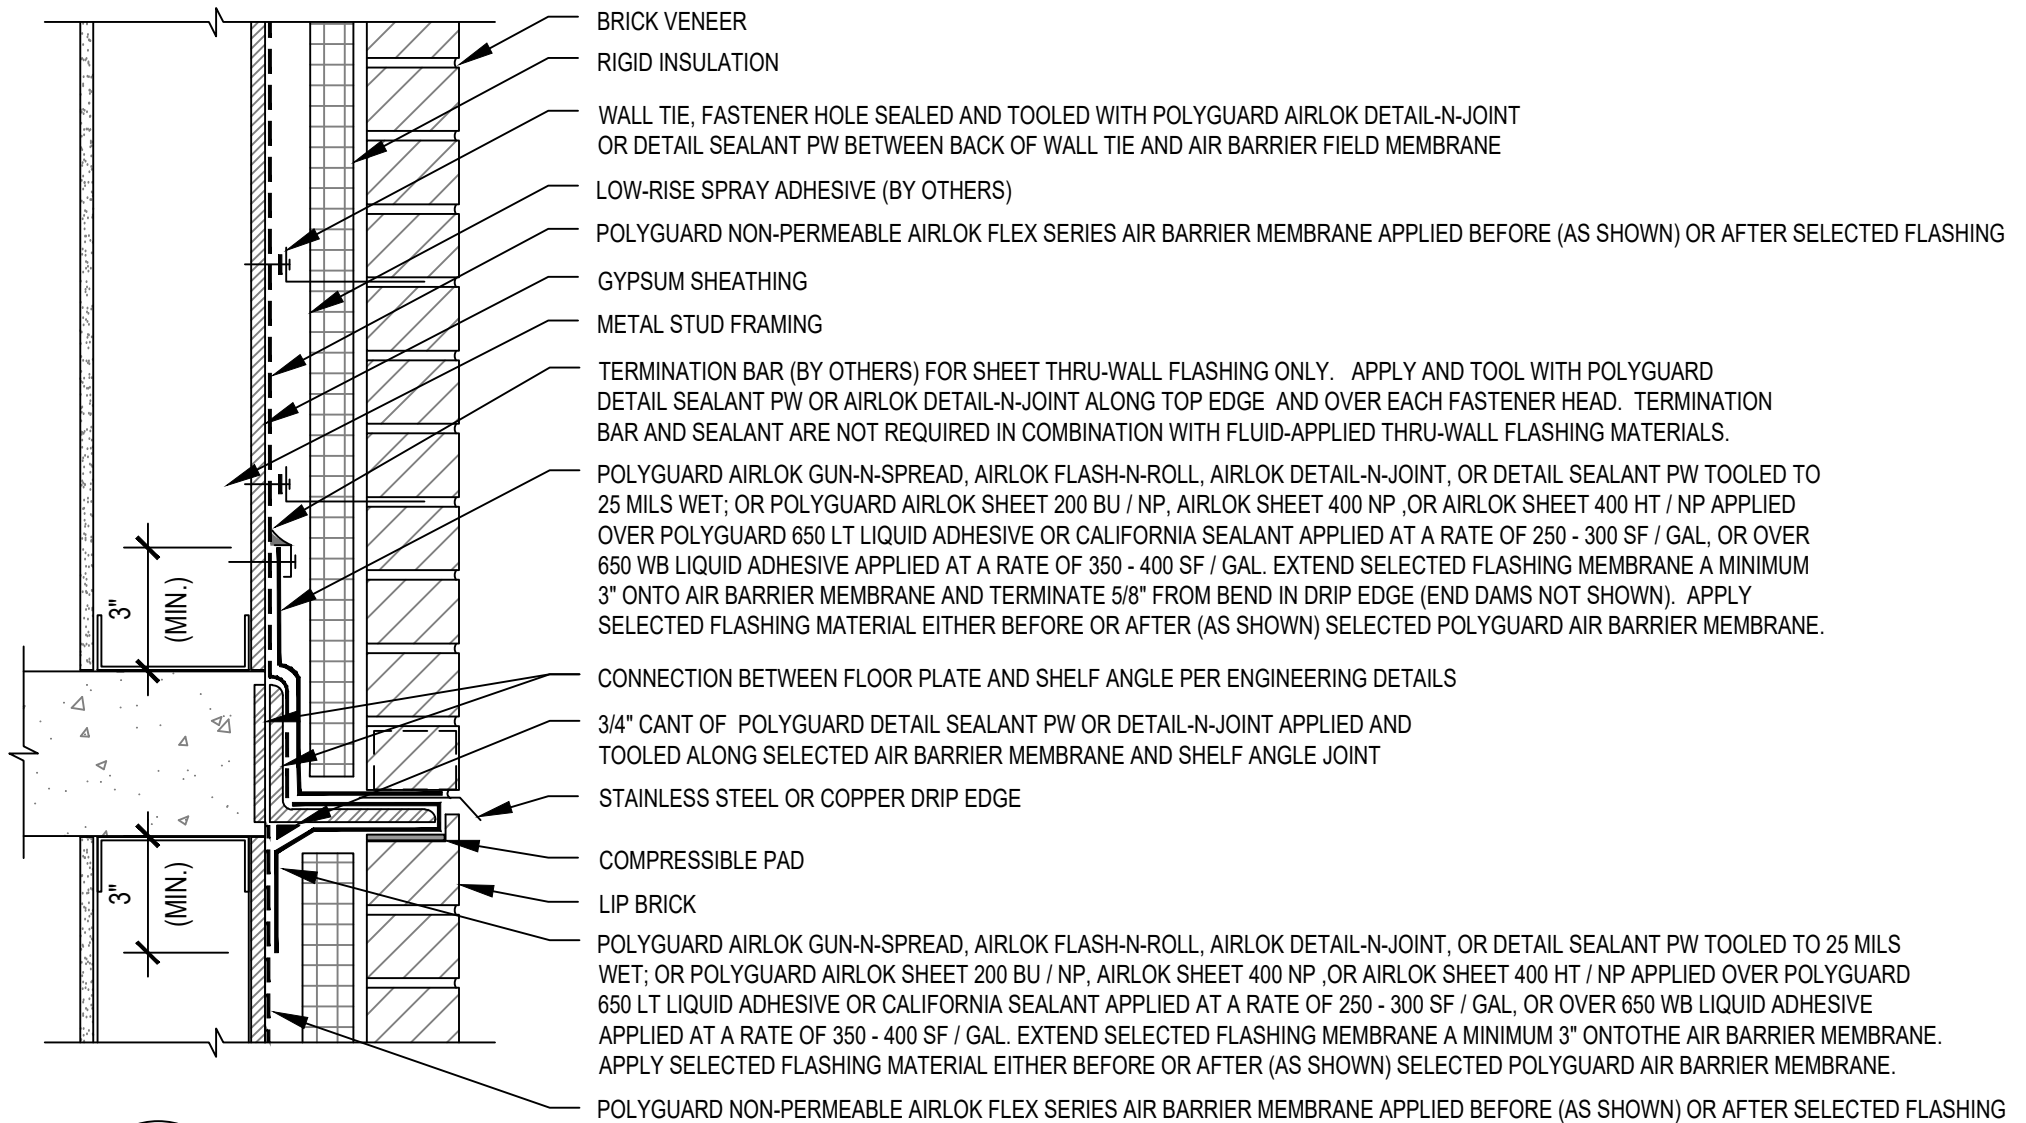 BRICK VENEER
RIGID INSULATION
WALL TIE, FASTENER HOLE SEALED AND TOOLED WITH POLYGUARD AIRLOK DETAIL-N-JOINT
OR DETAIL SEALANT PW BETWEEN BACK OF WALL TIE AND AIR BARRIER FIELD MEMBRANE
LOW-RISE SPRAY ADHESIVE (BY OTHERS)
POLYGUARD NON-PERMEABLE AIRLOK FLEX SERIES AIR BARRIER MEMBRANE APPLIED BEFORE (AS SHOWN) OR AFTER SELECTED FLASHING
GYPSUM SHEATHING
METAL STUD FRAMING
TERMINATION BAR (BY OTHERS) FOR SHEET THRU-WALL FLASHING ONLY. APPLY AND TOOL WITH POLYGUARD
DETAIL SEALANT PW OR AIRLOK DETAIL-N-JOINT ALONG TOP EDGE AND OVER EACH FASTENER HEAD. TERMINATION
BAR AND SEALANT ARE NOT REQUIRED IN COMBINATION WITH FLUID-APPLIED THRU-WALL FLASHING MATERIALS.
POLYGUARD AIRLOK GUN-N-SPREAD, AIRLOK FLASH-N-ROLL, AIRLOK DETAIL-N-JOINT, OR DETAIL SEALANT PW TOOLED TO
25 MILS WET; OR POLYGUARD AIRLOK SHEET 200 BU / NP, AIRLOK SHEET 400 NP ,OR AIRLOK SHEET 400 HT / NP APPLIED
OVER POLYGUARD 650 LT LIQUID ADHESIVE OR CALIFORNIA SEALANT APPLIED AT A RATE OF 250 - 300 SF / GAL, OR OVER
650 WB LIQUID ADHESIVE APPLIED AT A RATE OF 350 - 400 SF / GAL. EXTEND SELECTED FLASHING MEMBRANE A MINIMUM
3" ONTO AIR BARRIER MEMBRANE AND TERMINATE 5/8" FROM BEND IN DRIP EDGE (END DAMS NOT SHOWN). APPLY
SELECTED FLASHING MATERIAL EITHER BEFORE OR AFTER (AS SHOWN) SELECTED POLYGUARD AIR BARRIER MEMBRANE.
3"
(MIN.)
CONNECTION BETWEEN FLOOR PLATE AND SHELF ANGLE PER ENGINEERING DETAILS
3/4" CANT OF POLYGUARD DETAIL SEALANT PW OR DETAIL-N-JOINT APPLIED AND
TOOLED ALONG SELECTED AIR BARRIER MEMBRANE AND SHELF ANGLE JOINT
STAINLESS STEEL OR COPPER DRIP EDGE
COMPRESSIBLE PAD
3"
(MIN.)
LIP BRICK
POLYGUARD AIRLOK GUN-N-SPREAD, AIRLOK FLASH-N-ROLL, AIRLOK DETAIL-N-JOINT, OR DETAIL SEALANT PW TOOLED TO 25 MILS
WET; OR POLYGUARD AIRLOK SHEET 200 BU / NP, AIRLOK SHEET 400 NP ,OR AIRLOK SHEET 400 HT / NP APPLIED OVER POLYGUARD
650 LT LIQUID ADHESIVE OR CALIFORNIA SEALANT APPLIED AT A RATE OF 250 - 300 SF / GAL, OR OVER 650 WB LIQUID ADHESIVE
APPLIED AT A RATE OF 350 - 400 SF / GAL. EXTEND SELECTED FLASHING MEMBRANE A MINIMUM 3" ONTOTHE AIR BARRIER MEMBRANE.
APPLY SELECTED FLASHING MATERIAL EITHER BEFORE OR AFTER (AS SHOWN) SELECTED POLYGUARD AIR BARRIER MEMBRANE.
POLYGUARD NON-PERMEABLE AIRLOK FLEX SERIES AIR BARRIER MEMBRANE APPLIED BEFORE (AS SHOWN) OR AFTER SELECTED FLASHING